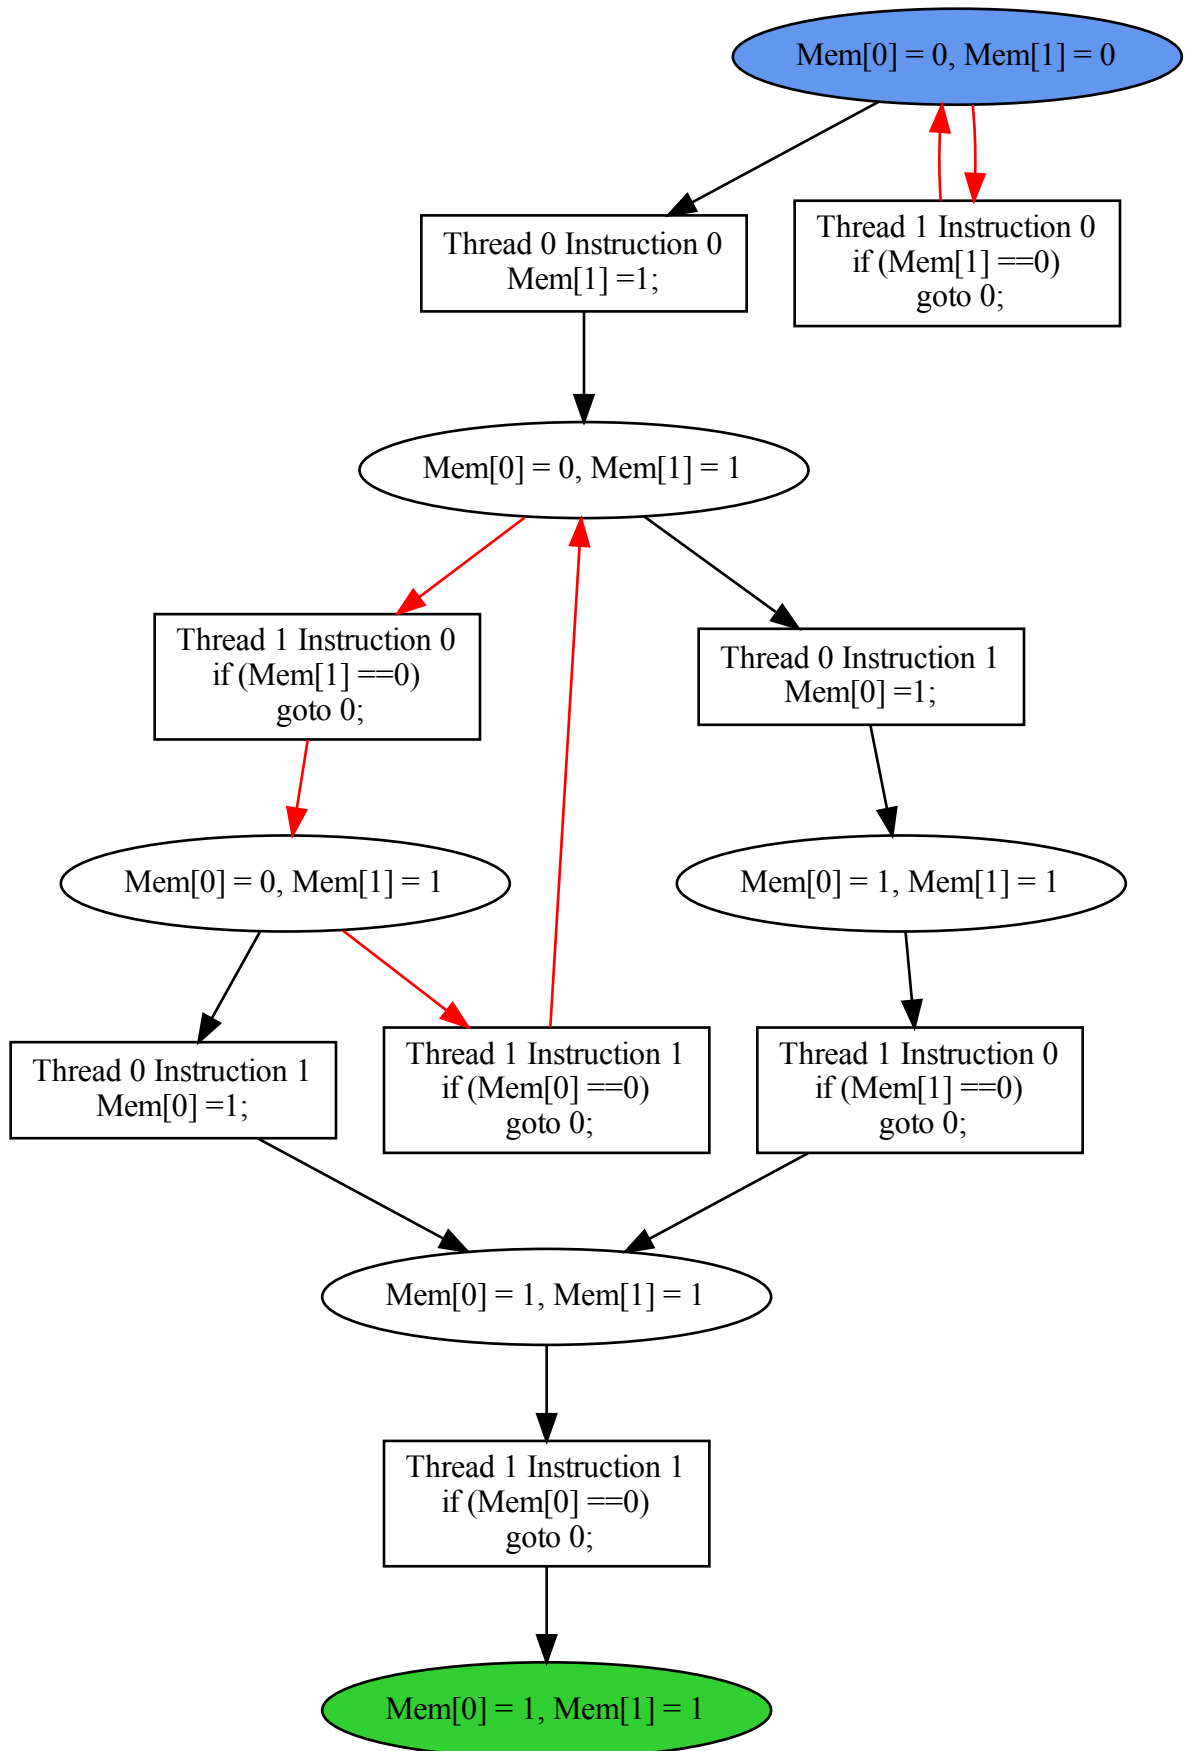 Mem[0] = 0, Mem[1] = 0
Thread 0 Instruction 0
Mem[1] =1;
Thread 1 Instruction 0
if (Mem[1] ==0)
goto 0;
Mem[0] = 0, Mem[1] = 1
Thread 1 Instruction 0
if (Mem[1] ==0)
goto 0;
Thread 0 Instruction 1
Mem[0] =1;
Mem[0] = 0, Mem[1] = 1
Mem[0] = 1, Mem[1] = 1
Thread 0 Instruction 1
Mem[0] =1;
Thread 1 Instruction 1
if (Mem[0] ==0)
goto 0;
Thread 1 Instruction 0
if (Mem[1] ==0)
goto 0;
Mem[0] = 1, Mem[1] = 1
Thread 1 Instruction 1
if (Mem[0] ==0)
goto 0;
Mem[0] = 1, Mem[1] = 1